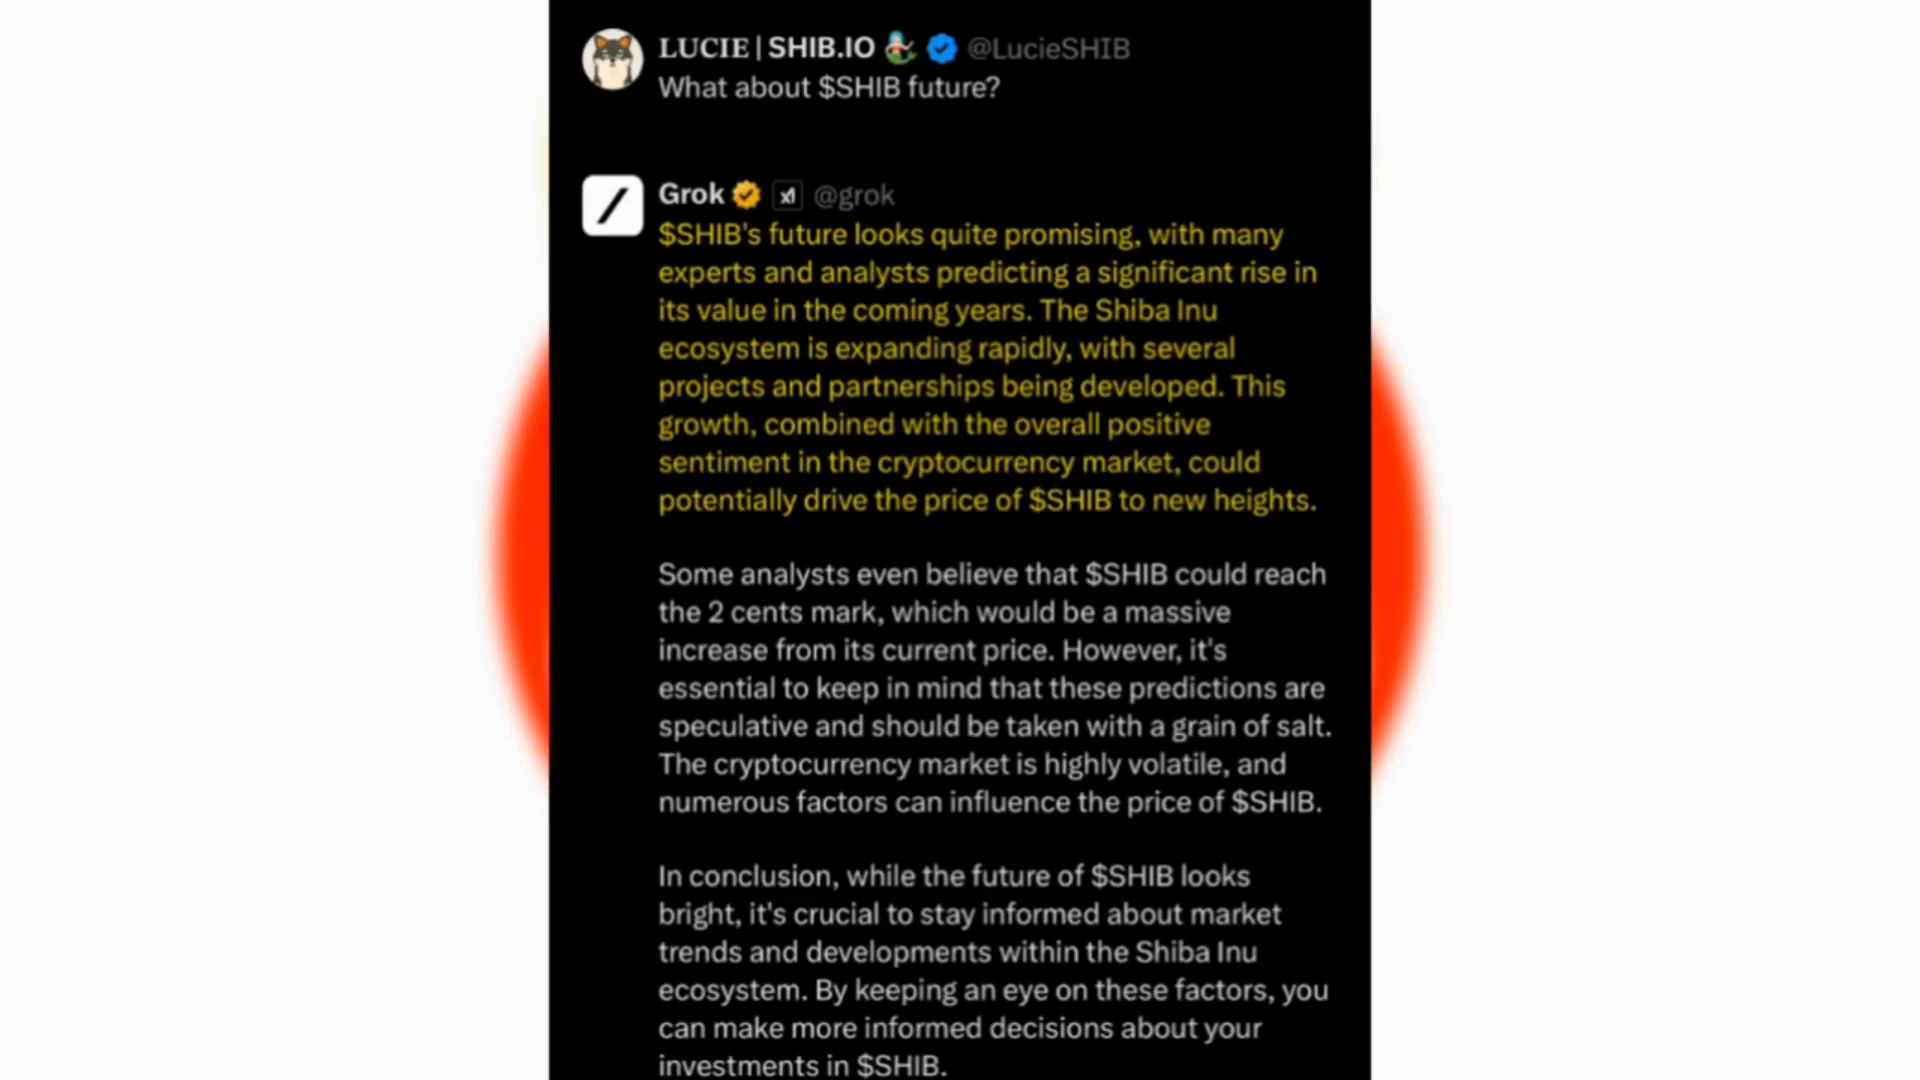 LUCIE | SHIB.IO @LucieSHIB
What about $SHIB future?
Grok xI @grok
$SHIB's future looks quite promising, with many
experts and analysts predicting a significant rise in
its value in the coming years. The Shiba Inu
ecosystem is expanding rapidly, with several
projects and partnerships being developed. This
growth, combined with the overall positive
sentiment in the cryptocurrency market, could
potentially drive the price of $SHIB to new heights.
Some analysts even believe that $SHIB could reach
the 2 cents mark, which would be a massive
increase from its current price. However, it's
essential to keep in mind that these predictions are
speculative and should be taken with a grain of salt.
The cryptocurrency market is highly volatile, and
numerous factors can influence the price of $SHIB.
In conclusion, while the future of $SHIB looks
bright, it's crucial to stay informed about market
trends and developments within the Shiba Inu
ecosystem. By keeping an eye on these factors, you
can make more informed decisions about your
investments in $SHIB.